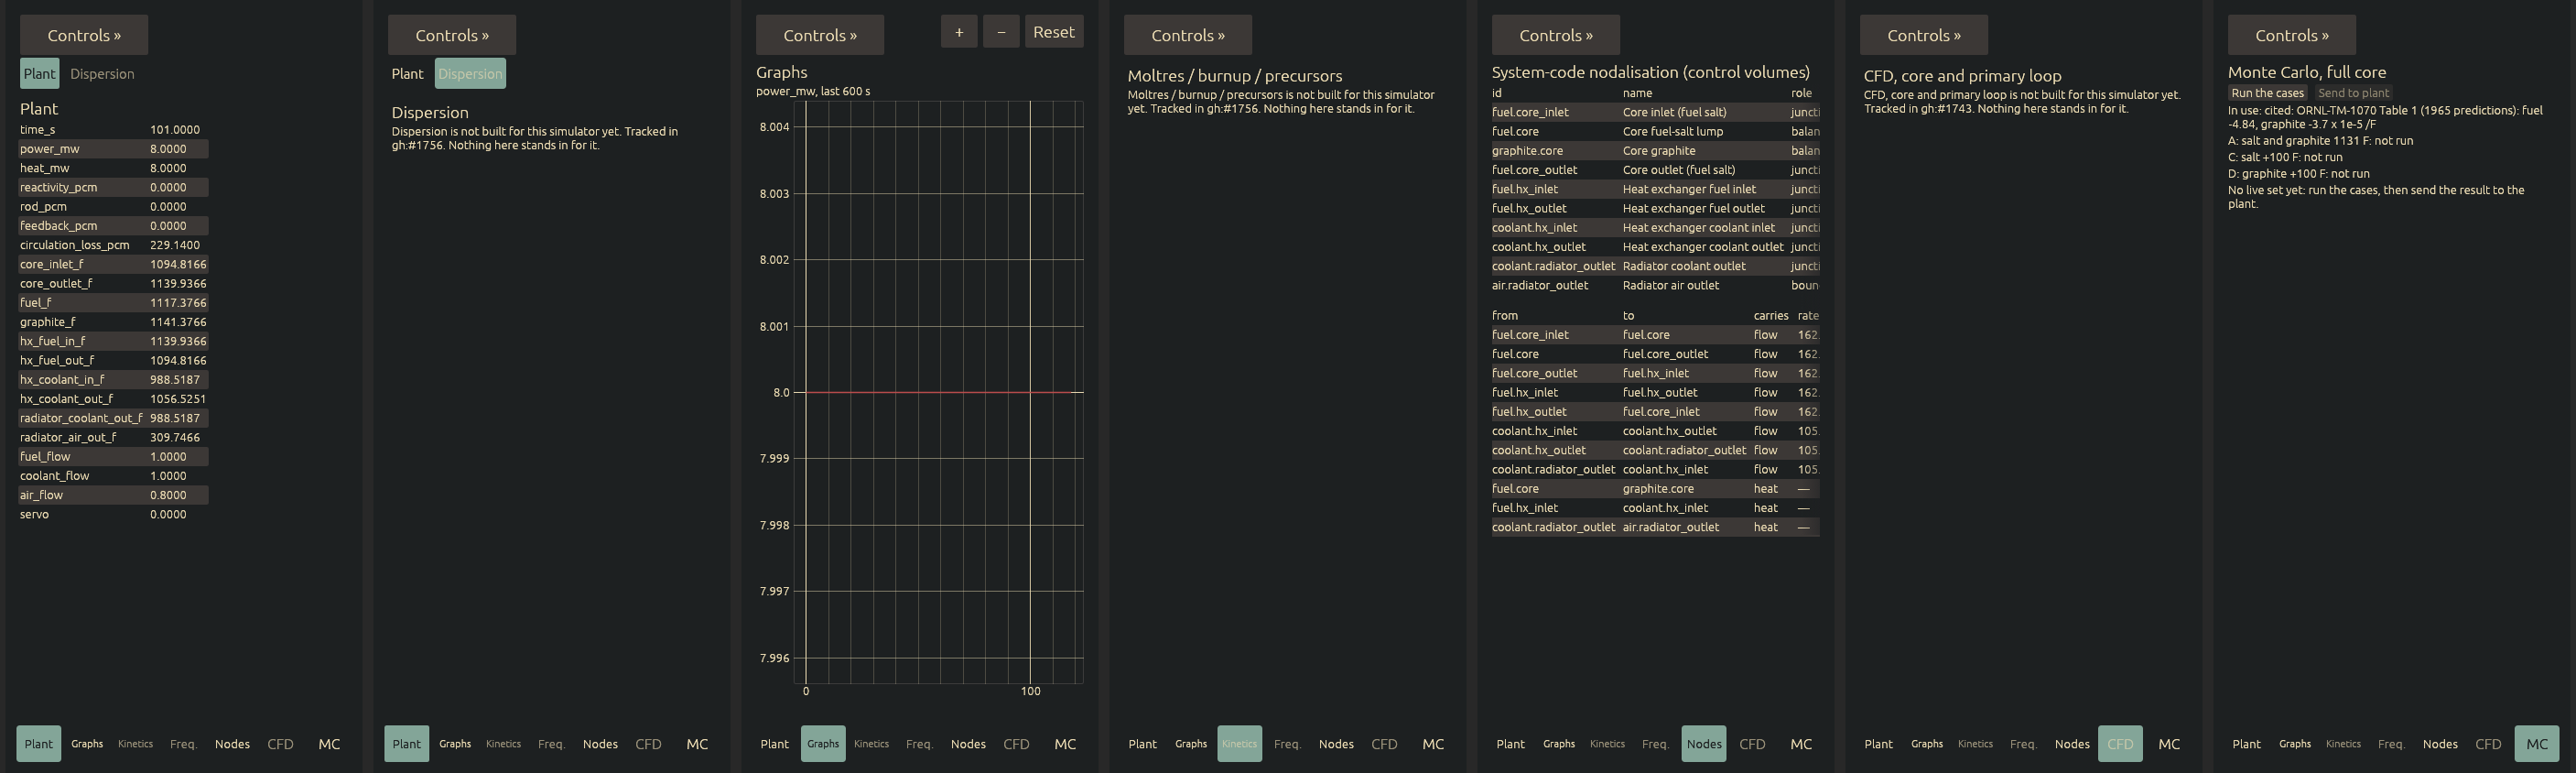 Controls »
Plant Dispersion
Plant
time_s 101.0000
power_mw 8.0000
heat_mw 8.0000
reactivity_pcm 0.0000
rod_pcm 0.0000
feedback_pcm 0.0000
circulation_loss_pcm 229.1400
core_inlet_f 1094.8166
core_outlet_f 1139.9366
fuel_f 1117.3766
graphite_f 1141.3766
hx_fuel_in_f 1139.9366
hx_fuel_out_f 1094.8166
hx_coolant_in_f 988.5187
hx_coolant_out_f 1056.5251
radiator_coolant_out_f 988.5187
radiator_air_out_f 309.7466
fuel_flow 1.0000
coolant_flow 1.0000
air_flow 0.8000
servo 0.0000
Plant Graphs Kinetics Freq. Nodes CFD MC
Controls »
Plant Dispersion
Dispersion
Dispersion is not built for this simulator yet. Tracked in
gh:#1756. Nothing here stands in for it.
Plant Graphs Kinetics Freq. Nodes CFD MC
Controls » + − Reset
Graphs
power_mw, last 600 s
8.004
8.003
8.002
8.001
8.0
7.999
7.998
7.997
7.996
0 100
Plant Graphs Kinetics Freq. Nodes CFD MC
Controls »
Moltres / burnup / precursors
Moltres / burnup / precursors is not built for this simulator
yet. Tracked in gh:#1756. Nothing here stands in for it.
Plant Graphs Kinetics Freq. Nodes CFD MC
Controls »
System-code nodalisation (control volumes)
id name role
fuel.core_inlet Core inlet (fuel salt) juncti
fuel.core Core fuel-salt lump balan
graphite.core Core graphite balan
fuel.core_outlet Core outlet (fuel salt) juncti
fuel.hx_inlet Heat exchanger fuel inlet juncti
fuel.hx_outlet Heat exchanger fuel outlet juncti
coolant.hx_inlet Heat exchanger coolant inlet juncti
coolant.hx_outlet Heat exchanger coolant outlet juncti
coolant.radiator_outlet Radiator coolant outlet juncti
air.radiator_outlet Radiator air outlet boun
from to carries rate
fuel.core_inlet fuel.core flow 162.
fuel.core fuel.core_outlet flow 162.
fuel.core_outlet fuel.hx_inlet flow 162.
fuel.hx_inlet fuel.hx_outlet flow 162.
fuel.hx_outlet fuel.core_inlet flow 162.
coolant.hx_inlet coolant.hx_outlet flow 105.
coolant.hx_outlet coolant.radiator_outlet flow 105.
coolant.radiator_outlet coolant.hx_inlet flow 105.
fuel.core graphite.core heat —
fuel.hx_inlet coolant.hx_inlet heat —
coolant.radiator_outlet air.radiator_outlet heat —
Plant Graphs Kinetics Freq. Nodes CFD MC
Controls »
CFD, core and primary loop
CFD, core and primary loop is not built for this simulator yet.
Tracked in gh:#1743. Nothing here stands in for it.
Plant Graphs Kinetics Freq. Nodes CFD MC
Controls »
Monte Carlo, full core
Run the cases Send to plant
In use: cited: ORNL-TM-1070 Table 1 (1965 predictions): fuel
-4.84, graphite -3.7 x 1e-5 /F
A: salt and graphite 1131 F: not run
C: salt +100 F: not run
D: graphite +100 F: not run
No live set yet: run the cases, then send the result to the
plant.
Plant Graphs Kinetics Freq. Nodes CFD MC